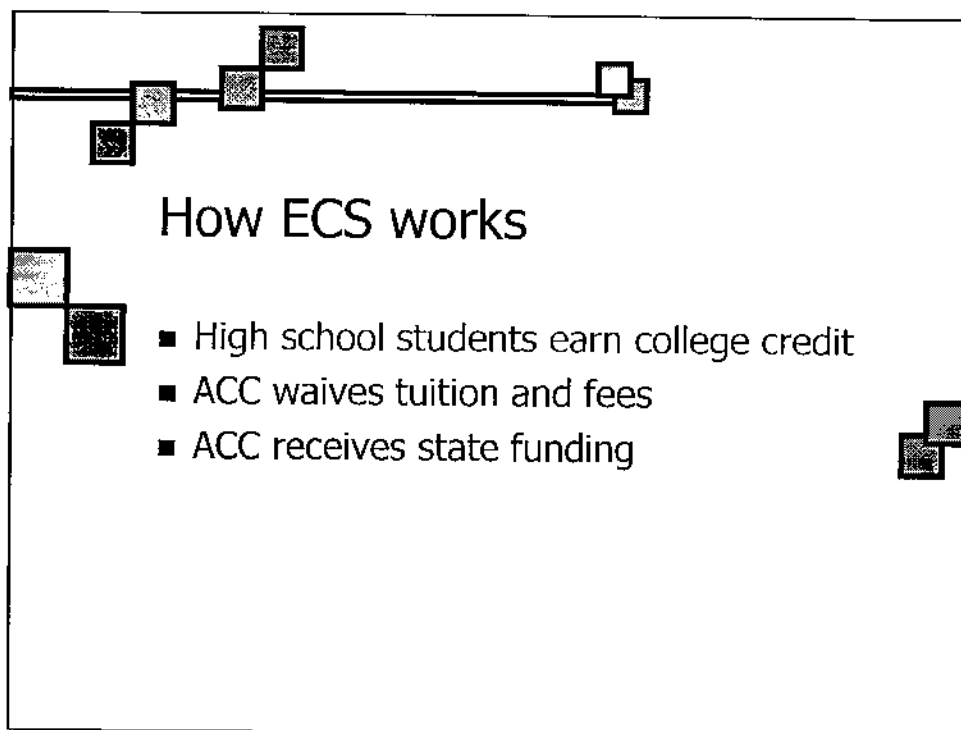 How ECS works
■ High school students earn college credit
■ ACC waives tuition and fees
■ ACC receives state funding